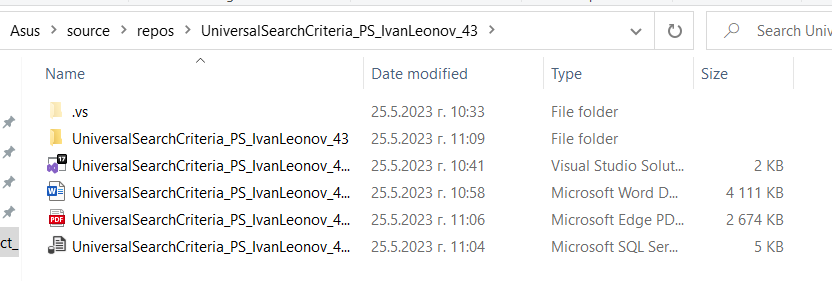 Asus > source > repos > UniversalSearchCriteria_PS_IvanLeonov_43 > Search Univ
Name Date modified Type Size
.vs 25.5.2023 г. 10:33 File folder
UniversalSearchCriteria_PS_IvanLeonov_43 25.5.2023 г. 11:09 File folder
UniversalSearchCriteria_PS_IvanLeonov_4... 25.5.2023 г. 10:41 Visual Studio Solut... 2 KB
UniversalSearchCriteria_PS_IvanLeonov_4... 25.5.2023 г. 10:58 Microsoft Word D... 4 111 KB
UniversalSearchCriteria_PS_IvanLeonov_4... 25.5.2023 г. 11:06 Microsoft Edge PD... 2 674 KB
ct_ UniversalSearchCriteria_PS_IvanLeonov_4... 25.5.2023 г. 11:04 Microsoft SQL Ser... 5 KB